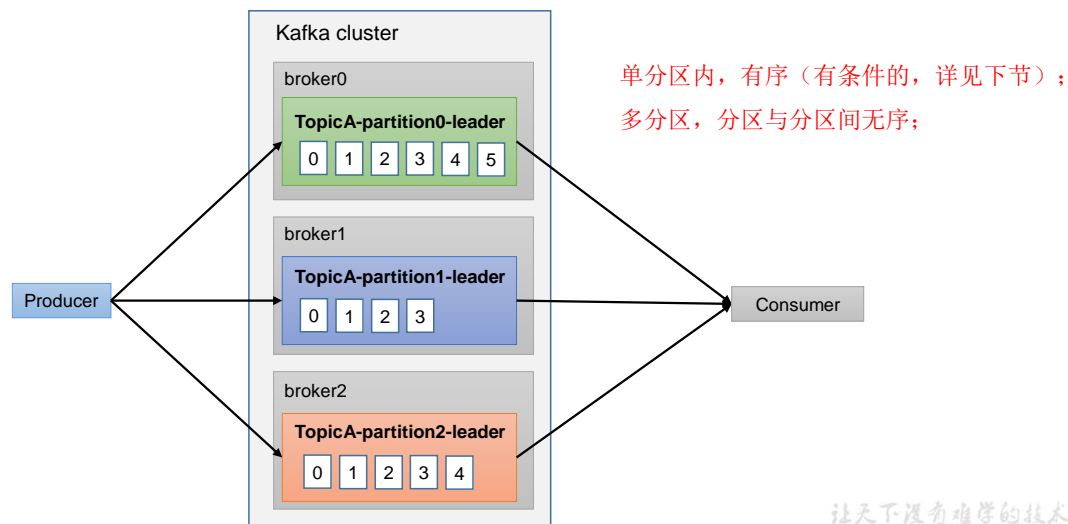 Kafka cluster
broker0
TopicA-partition0-leader
0 1 2 3 4 5
broker1
TopicA-partition1-leader
0 1 2 3
broker2
TopicA-partition2-leader
0 1 2 3 4
Producer
Consumer
单分区内，有序（有条件的，详见下节）；
多分区，分区与分区间无序；
让天下没有难学的技术